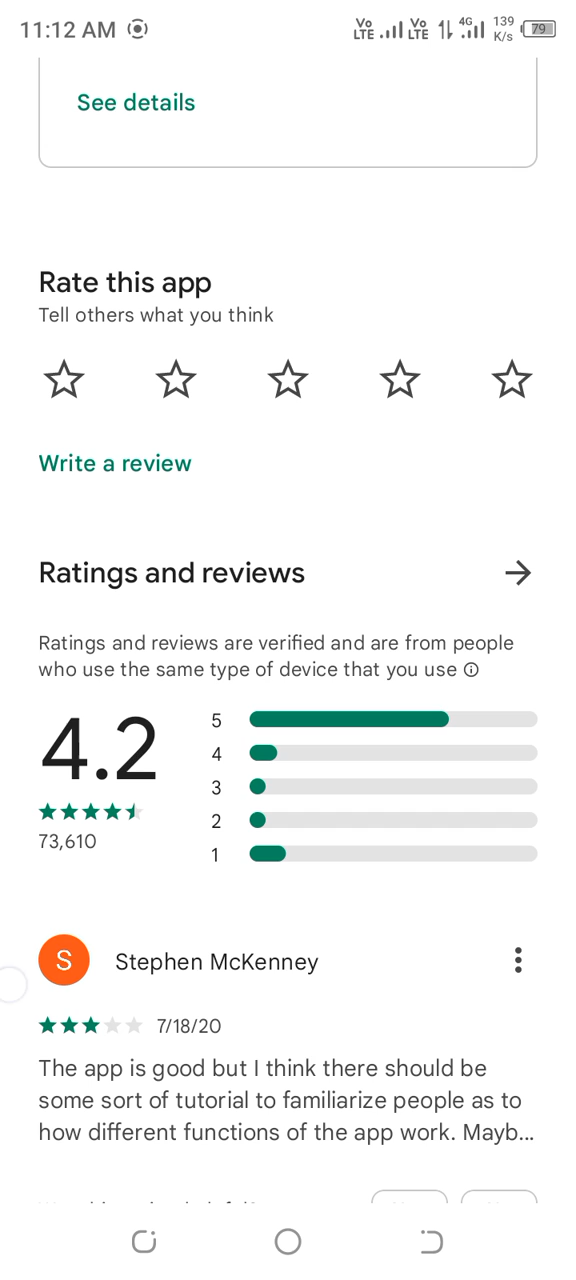 11:12 AM
Vo LTE Vo LTE 4G 139 K/s 79
See details
Rate this app
Tell others what you think
Write a review
Ratings and reviews
Ratings and reviews are verified and are from people
who use the same type of device that you use
4.2
73,610
5
4
3
2
1
S
Stephen McKenney
7/18/20
The app is good but I think there should be
some sort of tutorial to familiarize people as to
how different functions of the app work. Mayb...